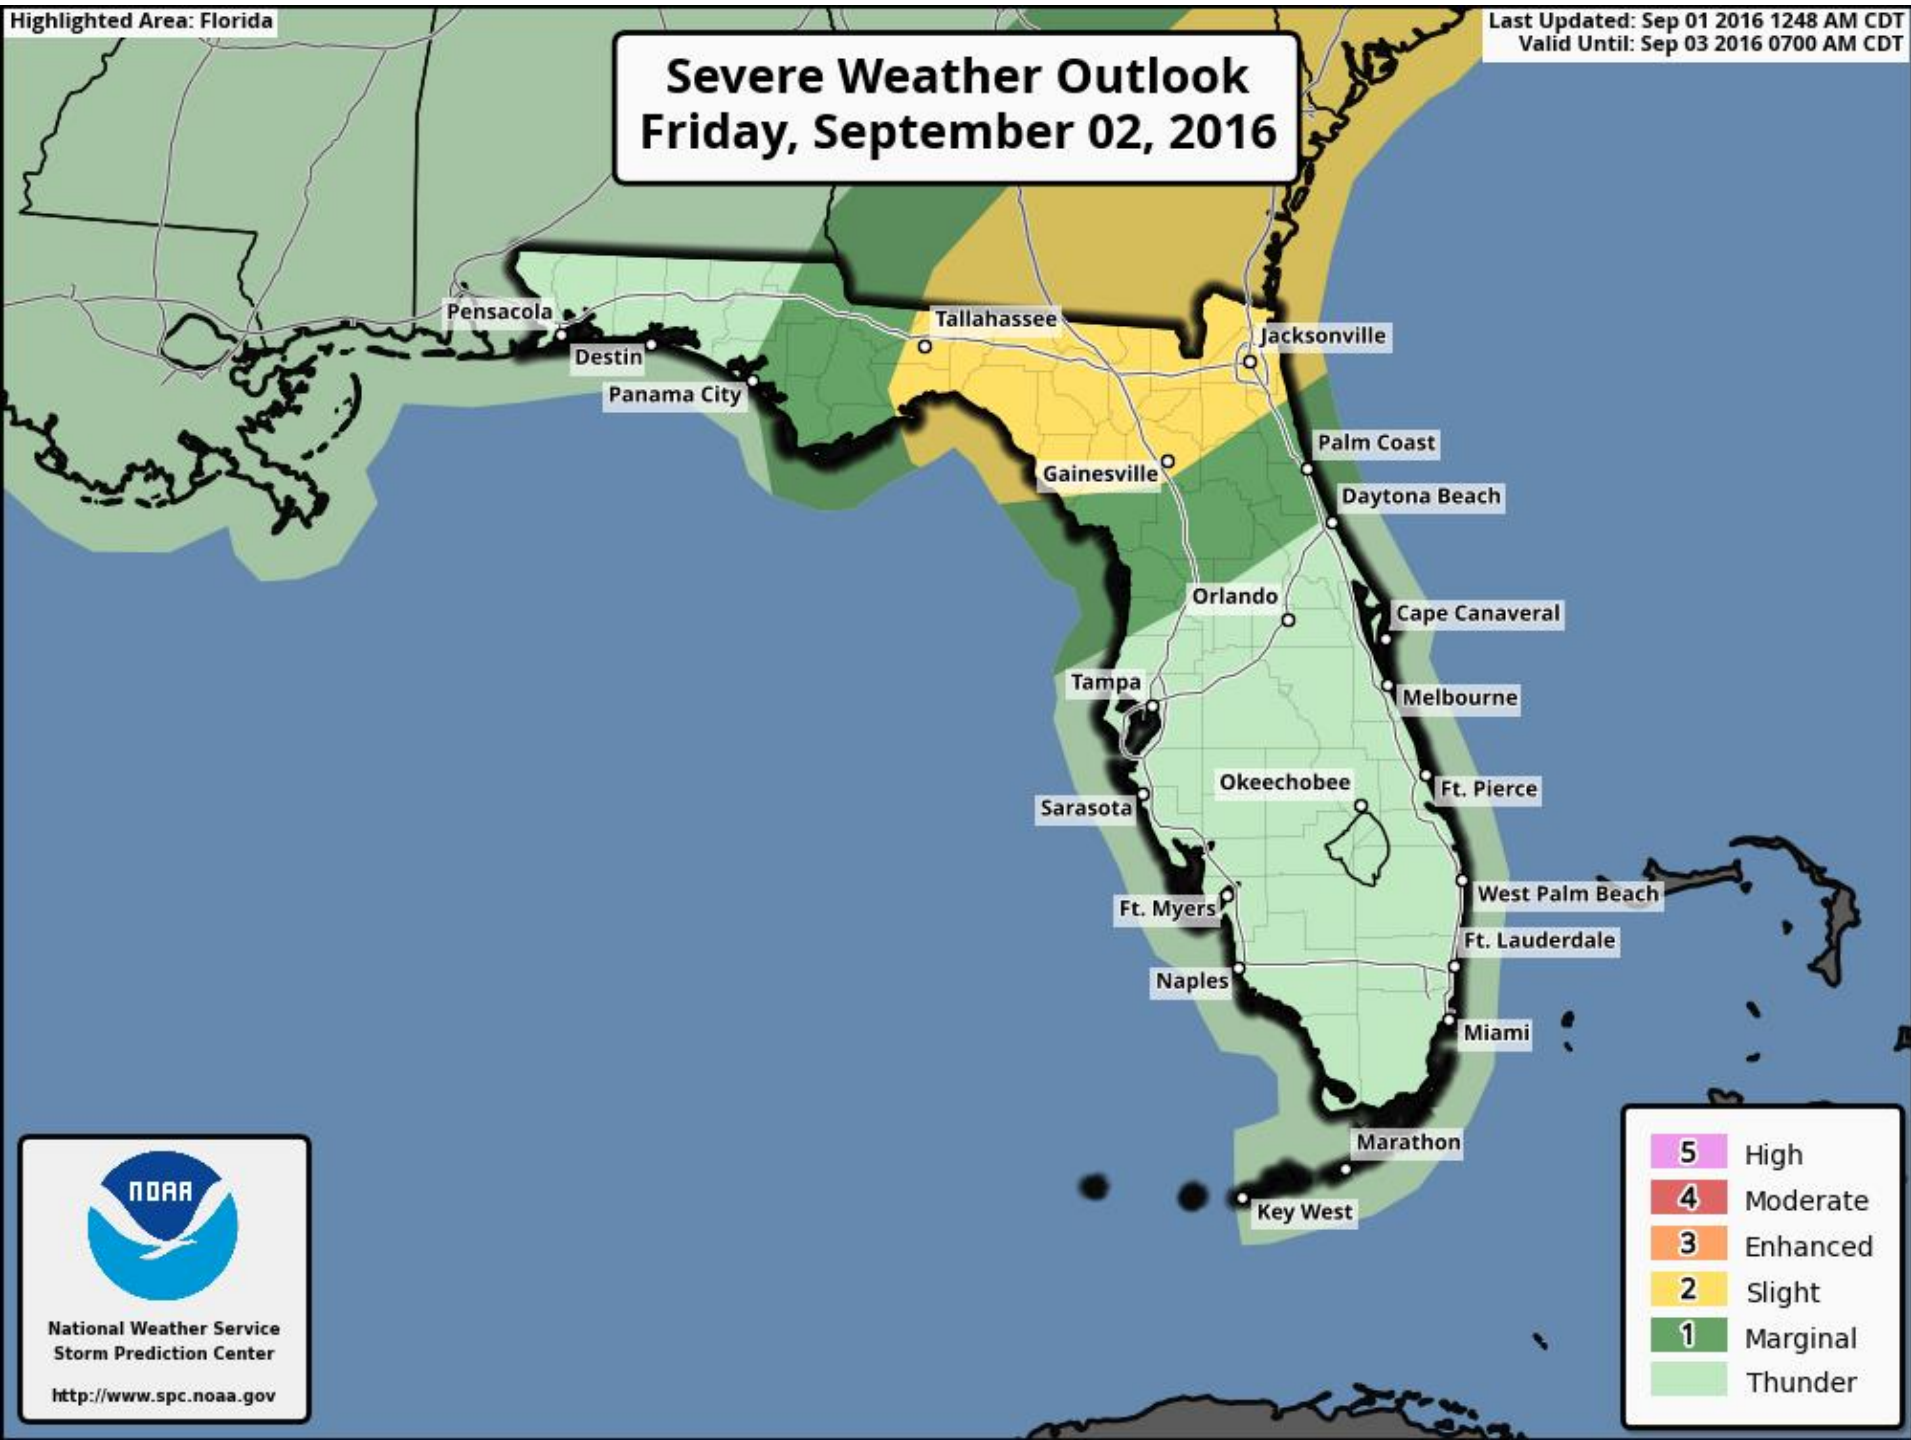 Highlighted Area: Florida
Last Updated: Sep 01 2016 1248 AM CDT
Valid Until: Sep 03 2016 0700 AM CDT
Severe Weather Outlook
Friday, September 02, 2016
Pensacola
Destin
Panama City
Tallahassee
Jacksonville
Palm Coast
Gainesville
Daytona Beach
Orlando
Cape Canaveral
Tampa
Melbourne
Okeechobee
Ft. Pierce
Sarasota
West Palm Beach
Ft. Myers
Ft. Lauderdale
Naples
Miami
Marathon
Key West
NOAA
National Weather Service
Storm Prediction Center
http://www.spc.noaa.gov
5 High
4 Moderate
3 Enhanced
2 Slight
1 Marginal
Thunder